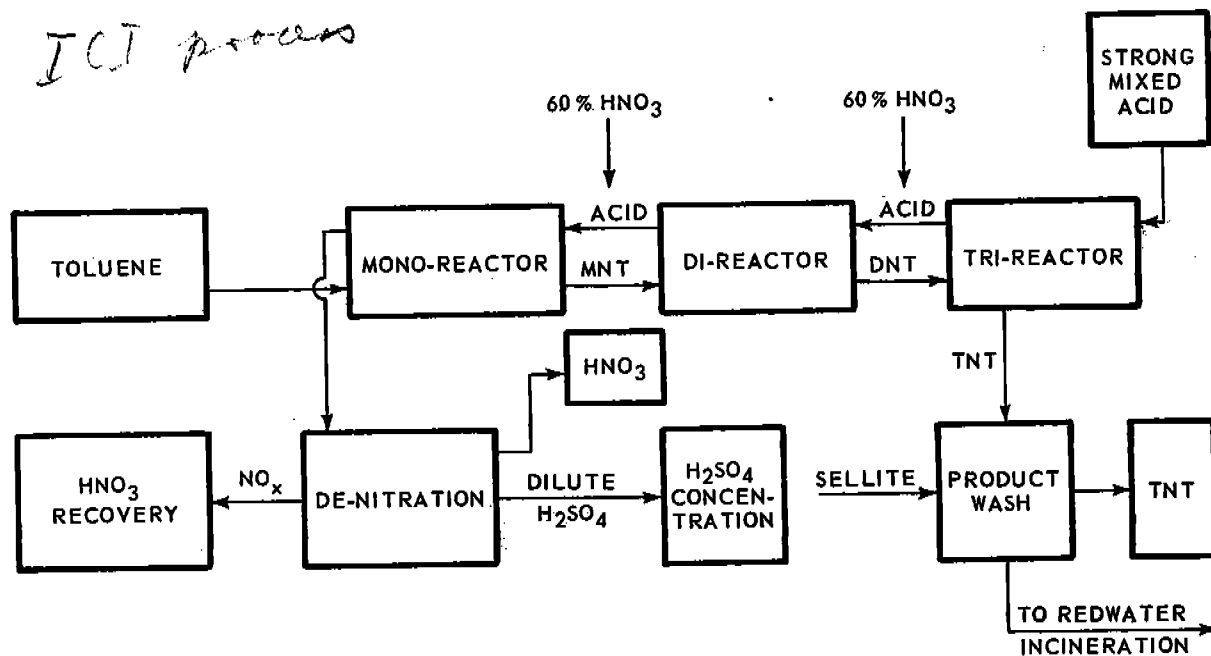 ICI process
STRONG
MIXED
ACID
60% HNO3
60% HNO3
TOLUENE
MONO-REACTOR
ACID
MNT
DI-REACTOR
ACID
DNT
TRI-REACTOR
TNT
HNO3
HNO3
RECOVERY
NOx
DE-NITRATION
DILUTE
H2SO4
H2SO4
CONCEN-
TRATION
SELLITE
PRODUCT
WASH
TNT
TO REDWATER
INCINERATION